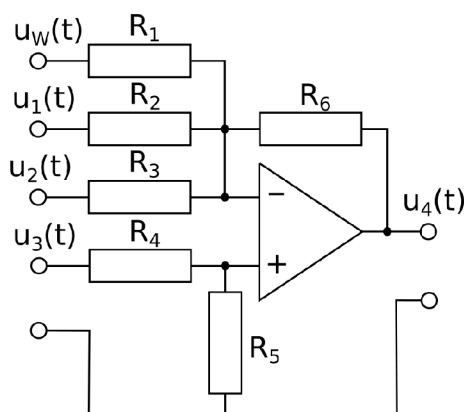 u_W(t)
R_1
u_1(t)
R_2
R_6
u_2(t)
R_3
−
u_4(t)
u_3(t)
R_4
+
R_5